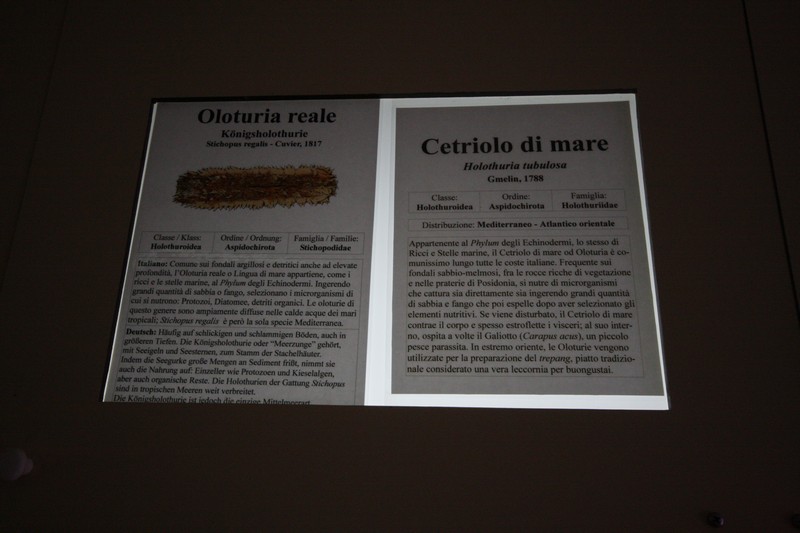 Oloturia reale
Königsholothurie
Stichopus regalis - Cuvier, 1817
Classe / Klass:
Holothuroidea
Ordine / Ordnung:
Aspidochirota
Famiglia / Familie:
Stichopodidae
Italiano: Comune sui fondali argillosi e detritici anche ad elevate
profondità, l'Oloturia reale o Lingua di mare appartiene, come i
ricci e le stelle marine, al Phylum degli Echinodermi. Ingerendo
grandi quantità di sabbia o fango, selezionano i microrganismi di
cui si nutrono: Protozoi, Diatomee, detriti organici. Le oloturie di
questo genere sono ampiamente diffuse nelle calde acque dei mari
tropicali; Stichopus regalis è però la sola specie Mediterranea.
Deutsch: Häufig auf schlickigen und schlammigen Böden, auch in
größeren Tiefen. Die Königsholothurie oder "Meerzunge" gehört,
mit Seeigeln und Seesternen, zum Stamm der Stachelhäuter.
Indem die Seegurke große Mengen an Sediment frißt, nimmt sie
auch die Nahrung auf: Einzeller wie Protozoen und Kieselalgen,
aber auch organische Reste. Die Holothurien der Gattung Stichopus
sind in tropischen Meeren weit verbreitet.
Die Königsholothurie ist jedoch die einzige Mittelmeerart
Cetriolo di mare
Holothuria tubulosa
Gmelin, 1788
Classe:
Holothuroidea
Ordine:
Aspidochirota
Famiglia:
Holothuriidae
Distribuzione: Mediterraneo - Atlantico orientale
Appartenente al Phylum degli Echinodermi, lo stesso di
Ricci e Stelle marine, il Cetriolo di mare od Oloturia è co-
munissimo lungo tutte le coste italiane. Frequente sui
fondali sabbio-melmosi, fra le rocce ricche di vegetazione
e nelle praterie di Posidonia, si nutre di microrganismi
che cattura sia direttamente sia ingerendo grandi quantità
di sabbia e fango che poi espelle dopo aver selezionato gli
elementi nutritivi. Se viene disturbato, il Cetriolo di mare
contrae il corpo e spesso estroflette i visceri; al suo inter-
no, ospita a volte il Galiotto (Carapus acus), un piccolo
pesce parassita. In estremo oriente, le Oloturie vengono
utilizzate per la preparazione del trepang, piatto tradizio-
nale considerato una vera leccornia per buongustai.